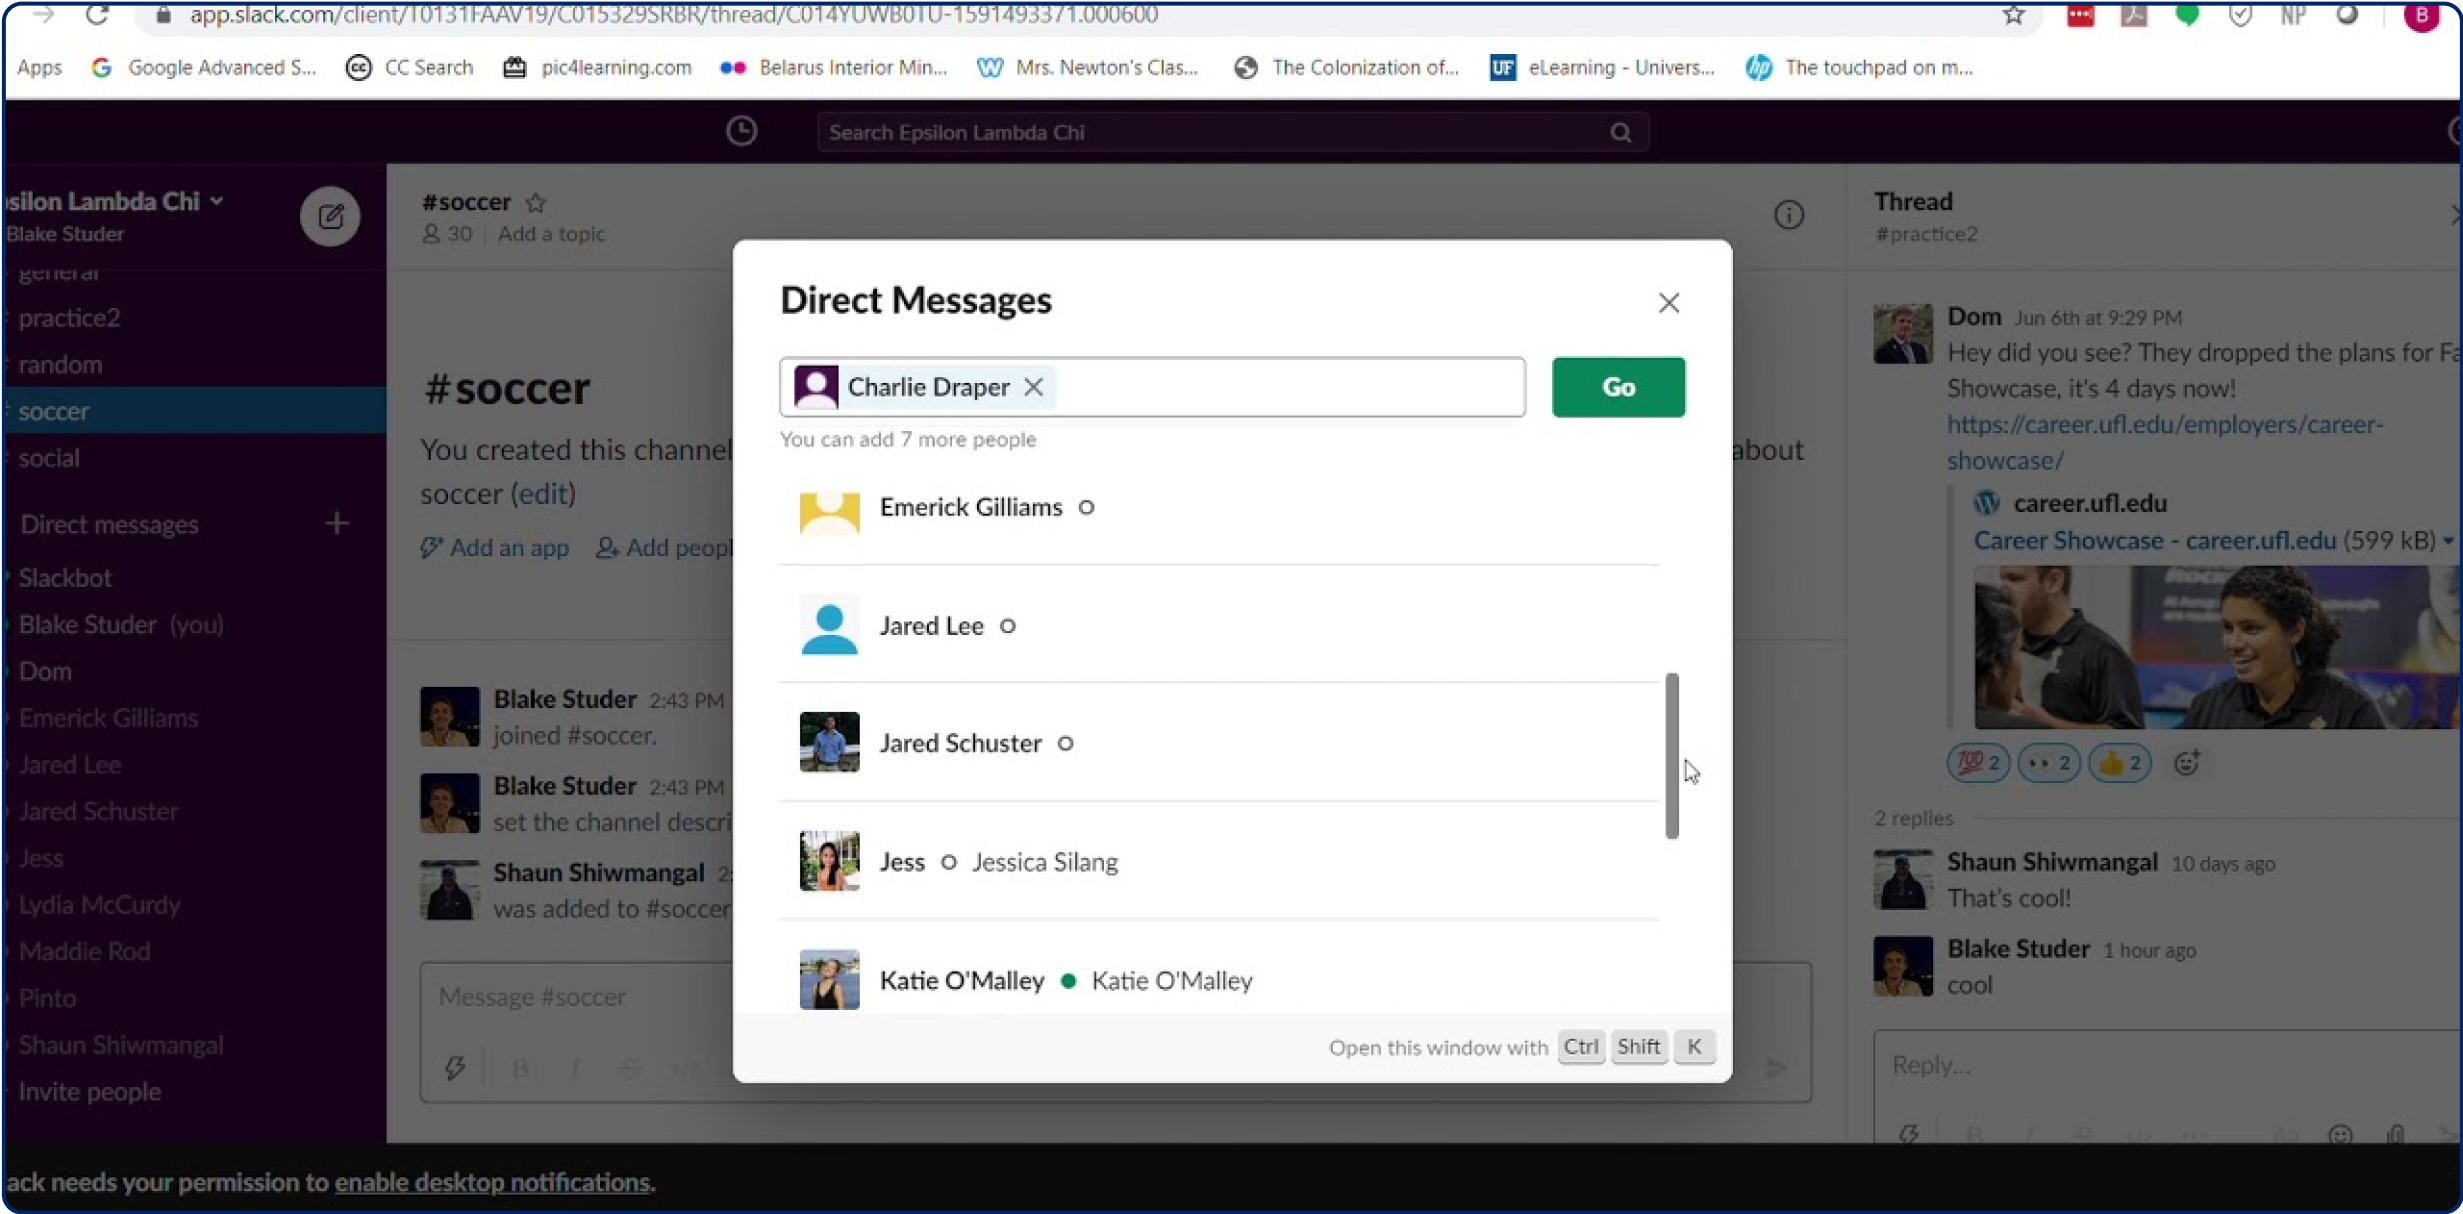 app.slack.com/client/T0131FAAV19/C015329SRBR/thread/C014YUWB01U-1591493371.000600
NP
B
Apps
Google Advanced S...
CC Search
pic4learning.com
Belarus Interior Min...
Mrs. Newton's Clas...
The Colonization of...
UF
eLearning - Univers...
The touchpad on m...
Search Epsilon Lambda Chi
silon Lambda Chi
Blake Studer
general
practice2
random
soccer
social
Direct messages
Slackbot
Blake Studer (you)
Dom
Emerick Gilliams
Jared Lee
Jared Schuster
Jess
Lydia McCurdy
Maddie Rod
Pinto
Shaun Shiwmangal
Invite people
#soccer
30 | Add a topic
#soccer
You created this channel
about
soccer (edit)
Add an app
Add peopl
Blake Studer 2:43 PM
joined #soccer.
Blake Studer 2:43 PM
set the channel descri
Shaun Shiwmangal 2:
was added to #soccer
Message #soccer
Direct Messages
Charlie Draper
Go
You can add 7 more people
Emerick Gilliams
Jared Lee
Jared Schuster
Jess Jessica Silang
Katie O'Malley Katie O'Malley
Open this window with Ctrl Shift K
Thread
#practice2
Dom Jun 6th at 9:29 PM
Hey did you see? They dropped the plans for Fa
Showcase, it's 4 days now!
https://career.ufl.edu/employers/career-
showcase/
career.ufl.edu
Career Showcase - career.ufl.edu (599 kB)
100 2
2
2
2 replies
Shaun Shiwmangal 10 days ago
That's cool!
Blake Studer 1 hour ago
cool
Reply...
ack needs your permission to enable desktop notifications.